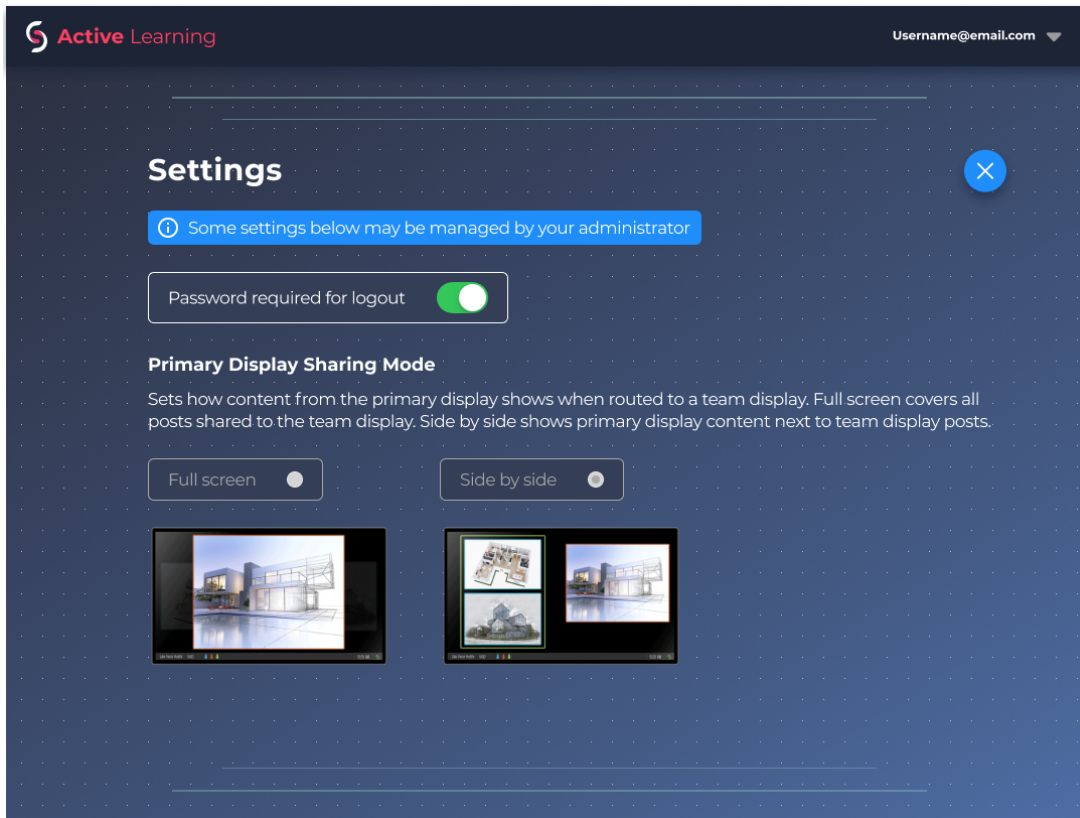 Active Learning
Username@email.com
Settings
Some settings below may be managed by your administrator
Password required for logout
Primary Display Sharing Mode
Sets how content from the primary display shows when routed to a team display. Full screen covers all
posts shared to the team display. Side by side shows primary display content next to team display posts.
Full screen
Side by side